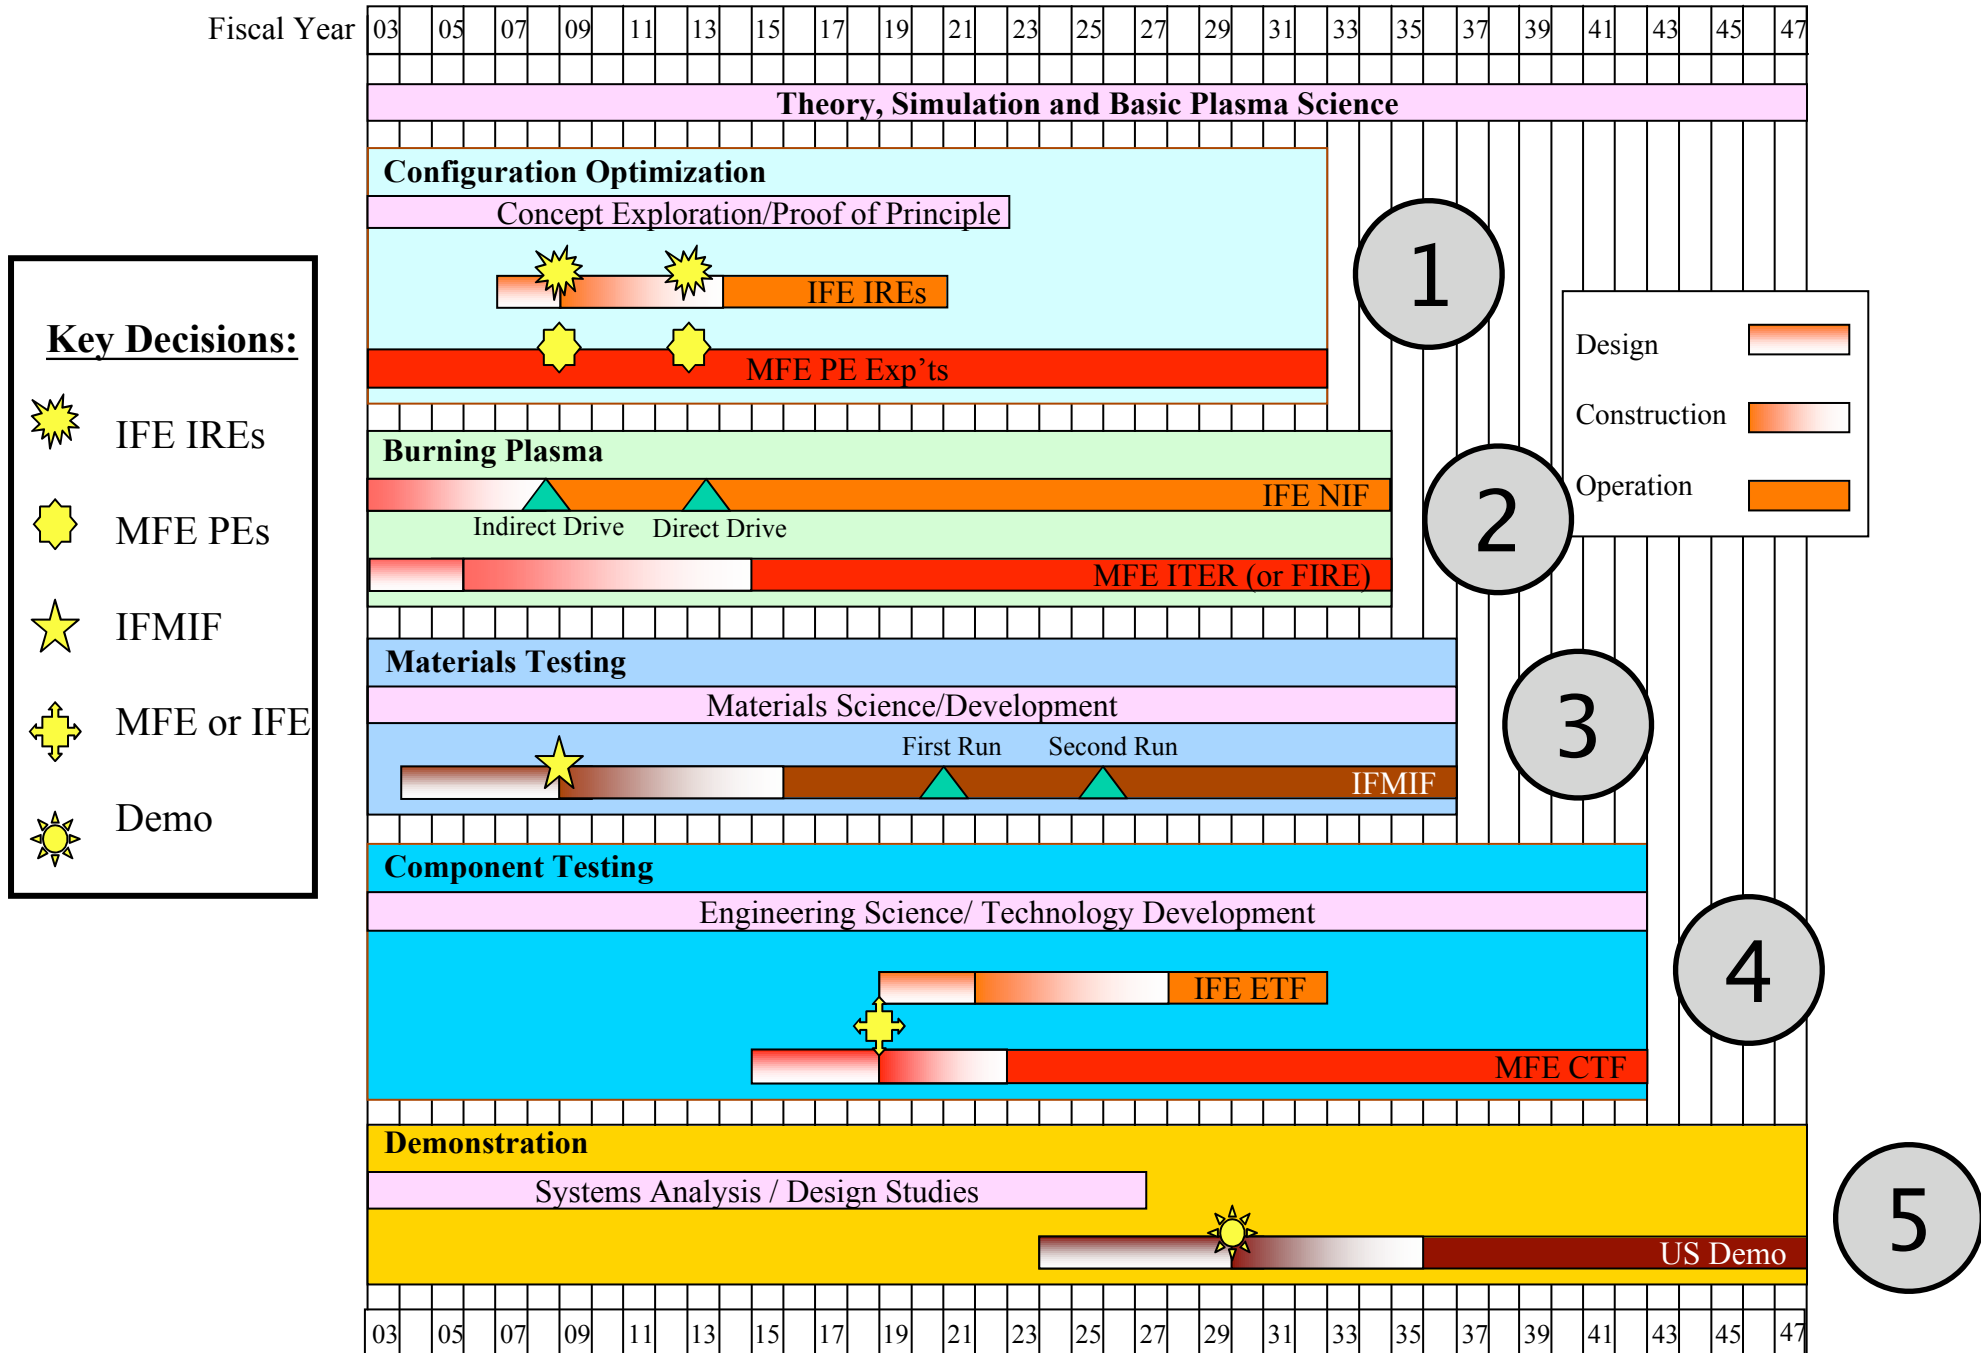 Fiscal Year 03 05 07 09 11 13 15 17 19 21 23 25 27 29 31 33 35 37 39 41 43 45 47
Theory, Simulation and Basic Plasma Science
Configuration Optimization
Concept Exploration/Proof of Principle
IFE IREs
MFE PE Exp’ts
1
Burning Plasma
IFE NIF
Indirect Drive Direct Drive
MFE ITER (or FIRE)
2
Materials Testing
Materials Science/Development
First Run Second Run
IFMIF
3
Component Testing
Engineering Science/ Technology Development
IFE ETF
MFE CTF
4
Demonstration
Systems Analysis / Design Studies
US Demo
5
03 05 07 09 11 13 15 17 19 21 23 25 27 29 31 33 35 37 39 41 43 45 47
Key Decisions:
IFE IREs
MFE PEs
IFMIF
MFE or IFE
Demo
Design
Construction
Operation